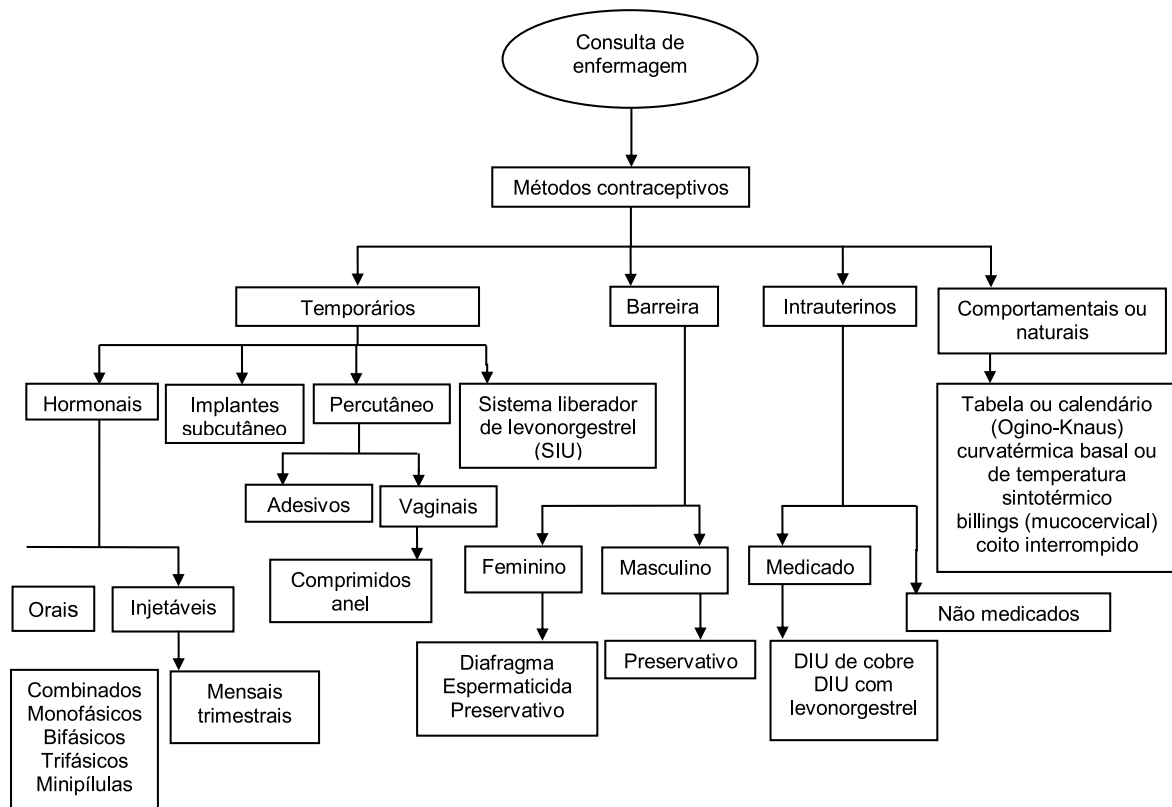 Consulta de
enfermagem
Métodos contraceptivos
Temporários
Barreira
Intrauterinos
Comportamentais ou
naturais
Hormonais
Implantes
subcutâneo
Percutâneo
Sistema liberador
de levonorgestrel
(SIU)
Tabela ou calendário
(Ogino-Knaus)
curvatérmica basal ou
de temperatura
sintotérmico
billings (mucocervical)
coito interrompido
Adesivos
Vaginais
Orais
Injetáveis
Comprimidos
anel
Feminino
Masculino
Medicado
Não medicados
Combinados
Monofásicos
Bifásicos
Trifásicos
Minipílulas
Mensais
trimestrais
Diafragma
Espermaticida
Preservativo
Preservativo
DIU de cobre
DIU com
levonorgestrel